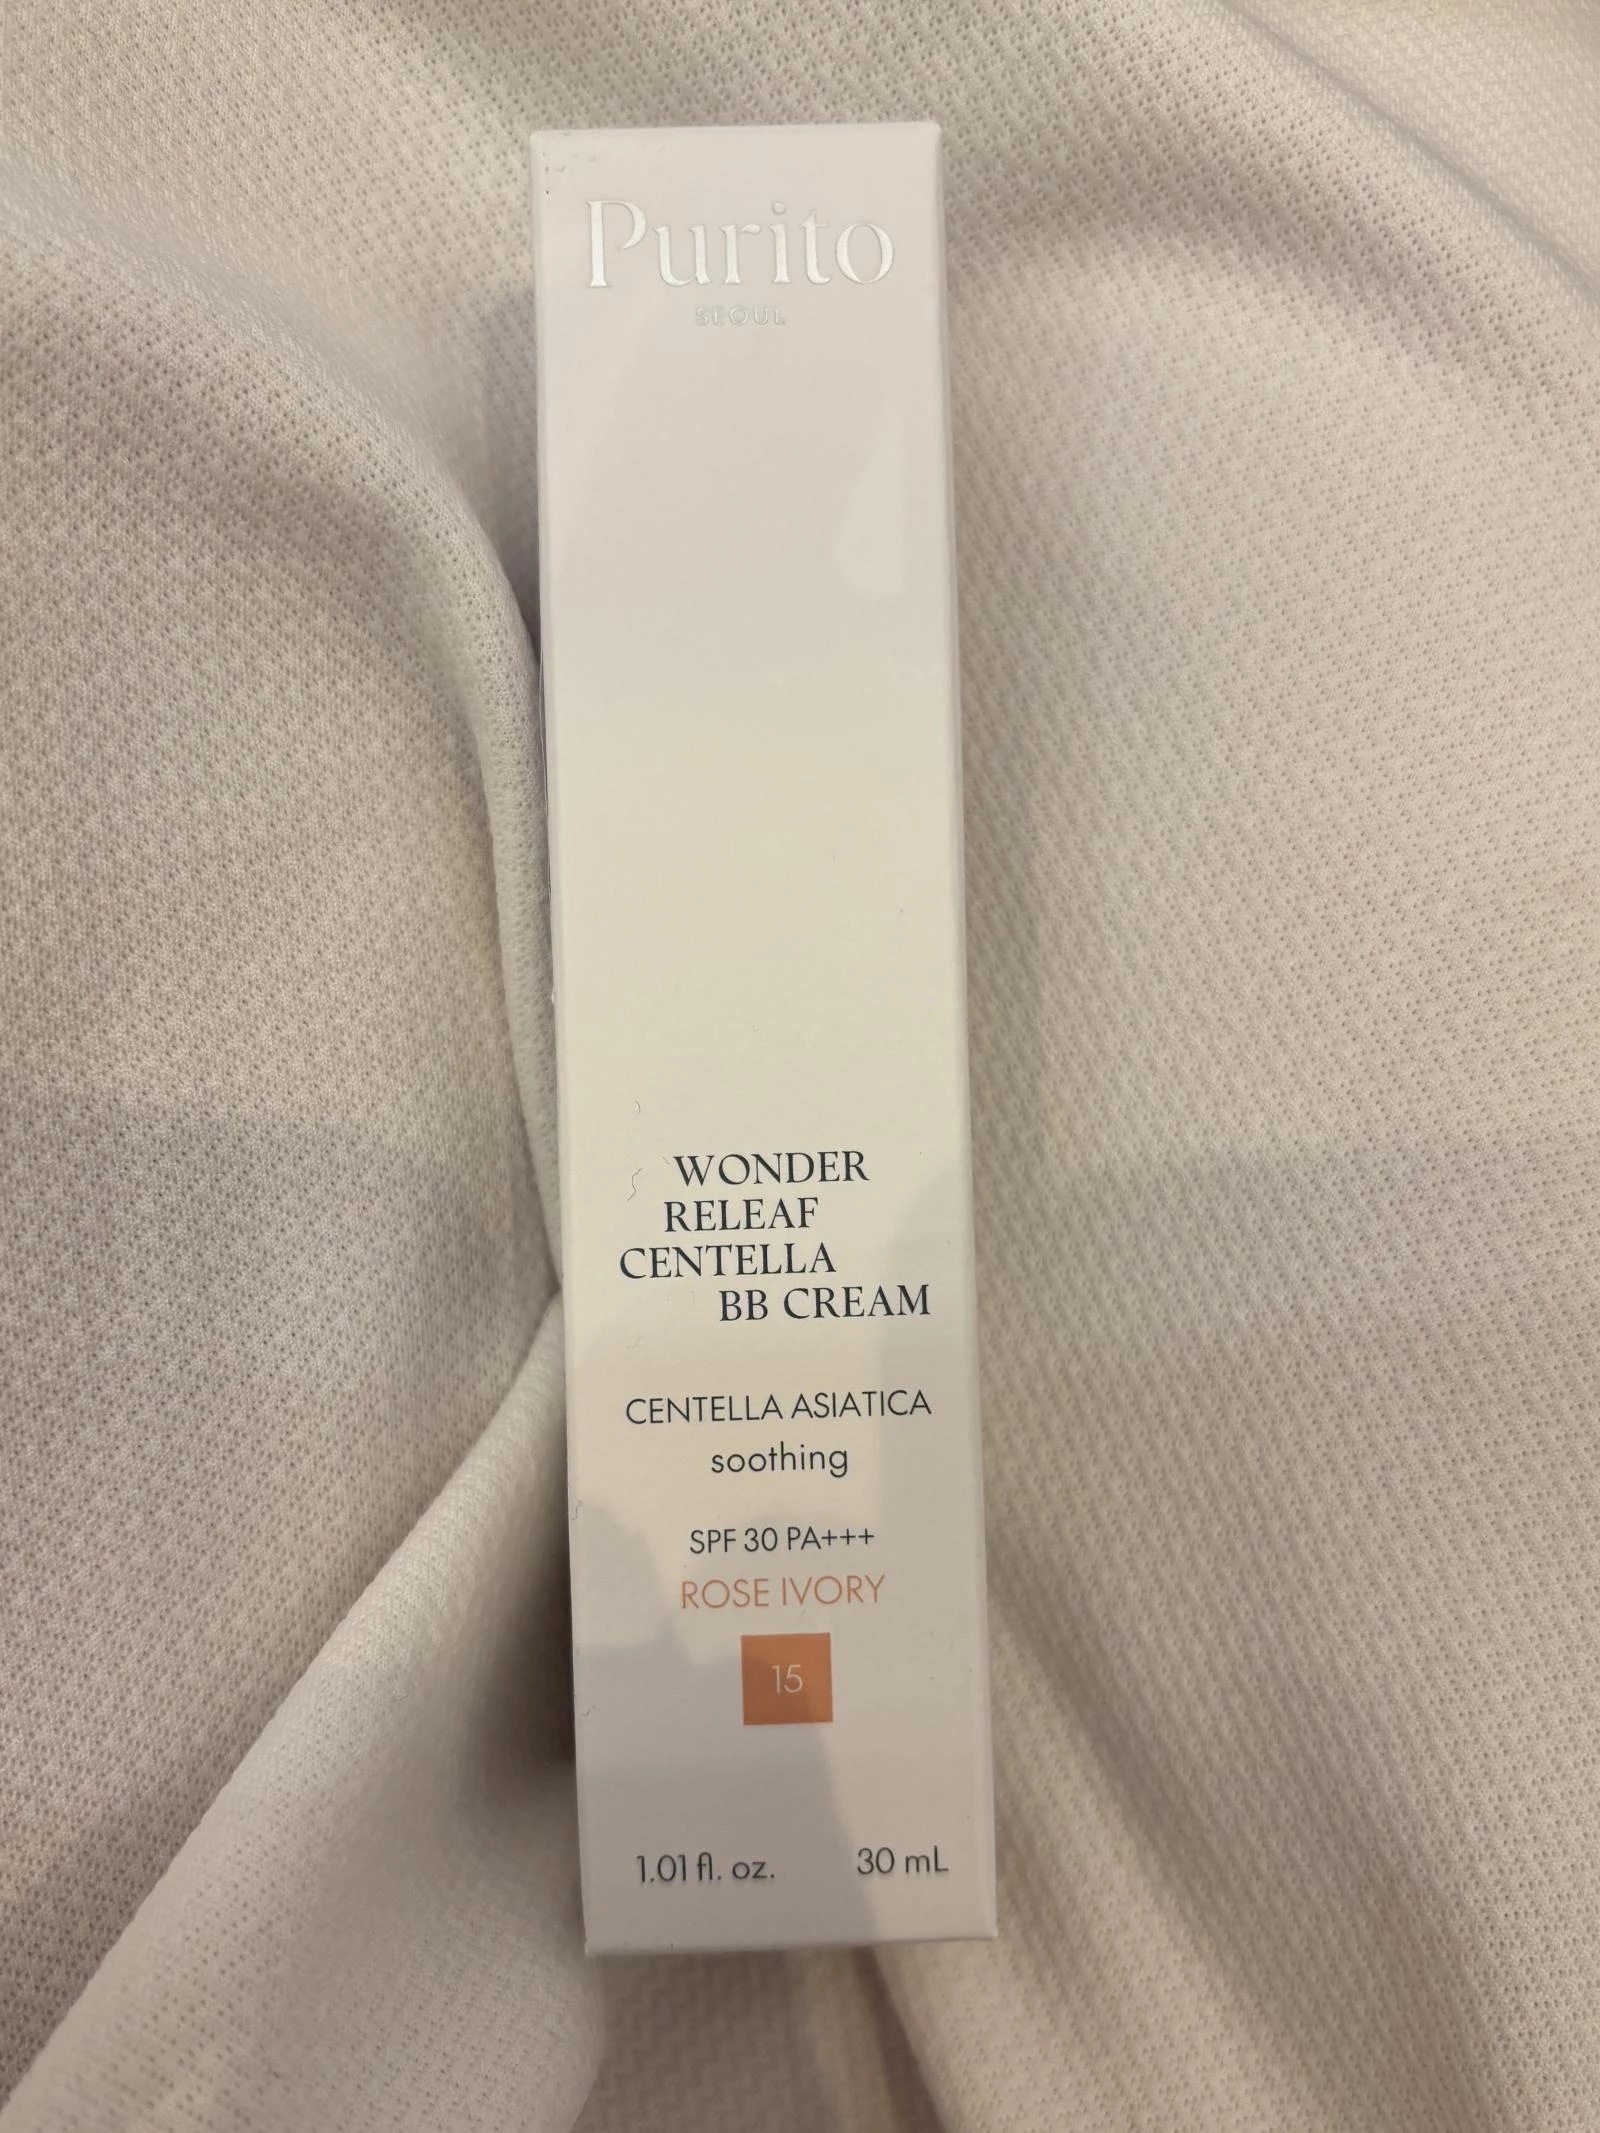 Purito
SEOUL
WONDER
RELEAF
CENTELLA
BB CREAM
CENTELLA ASIATICA
soothing
SPF 30 PA+++
ROSE IVORY
15
1.01 fl. oz. 30 mL